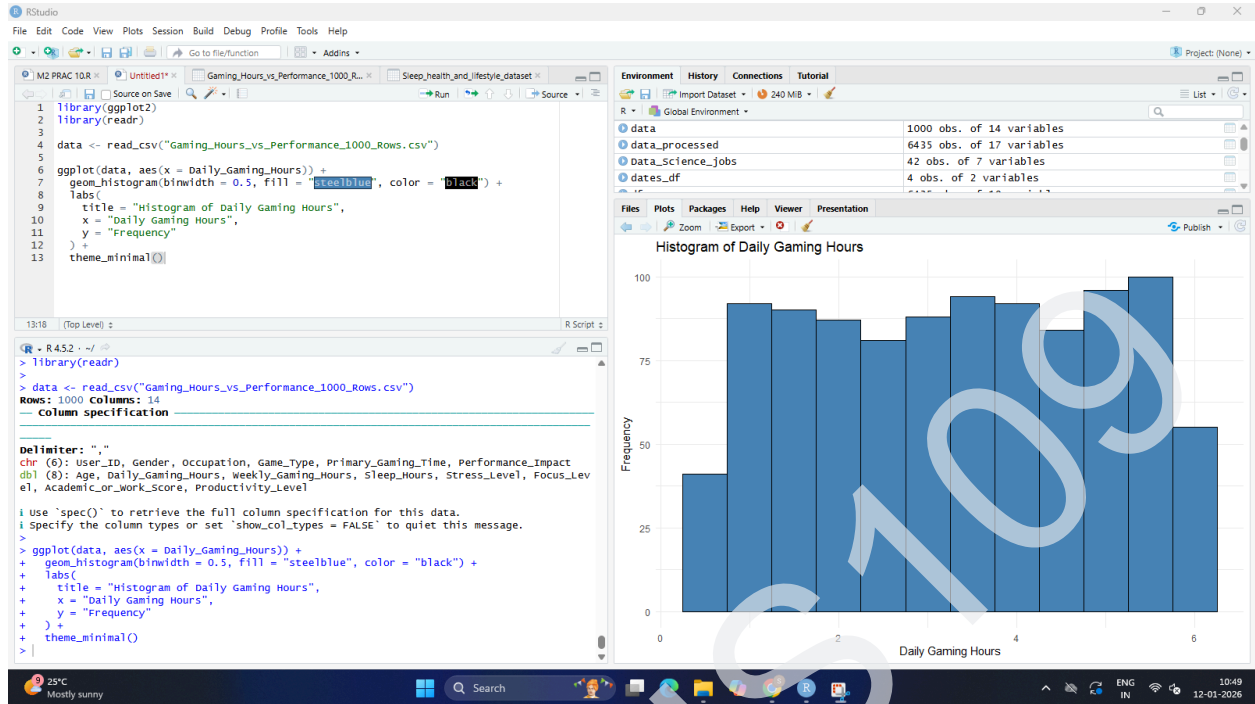 RStudio
File Edit Code View Plots Session Build Debug Profile Tools Help
Go to file/function
Addins
Project: (None)
M2 PRAC 10.R
Untitled1*
Gaming_Hours_vs_Performance_1000_R...
Sleep_health_and_lifestyle_dataset
Source on Save
Run
Source
1 library(ggplot2)
2 library(readr)
3
4 data <- read_csv("Gaming_Hours_vs_Performance_1000_Rows.csv")
5
6 ggplot(data, aes(x = Daily_Gaming_Hours)) +
7 geom_histogram(binwidth = 0.5, fill = "steelblue", color = "black") +
8 labs(
9 title = "Histogram of Daily Gaming Hours",
10 x = "Daily Gaming Hours",
11 y = "Frequency"
12 ) +
13 theme_minimal()
13:18 (Top Level) R Script
R 4.5.2 · ~/
> library(readr)
>
> data <- read_csv("Gaming_Hours_vs_Performance_1000_Rows.csv")
Rows: 1000 Columns: 14
── Column specification ──
Delimiter: ","
chr (6): User_ID, Gender, Occupation, Game_Type, Primary_Gaming_Time, Performance_Impact
dbl (8): Age, Daily_Gaming_Hours, Weekly_Gaming_Hours, Sleep_Hours, Stress_Level, Focus_Lev
el, Academic_or_Work_Score, Productivity_Level
ℹ Use `spec()` to retrieve the full column specification for this data.
ℹ Specify the column types or set `show_col_types = FALSE` to quiet this message.
>
> ggplot(data, aes(x = Daily_Gaming_Hours)) +
+ geom_histogram(binwidth = 0.5, fill = "steelblue", color = "black") +
+ labs(
+ title = "Histogram of Daily Gaming Hours",
+ x = "Daily Gaming Hours",
+ y = "Frequency"
+ ) +
+ theme_minimal()
>
Environment History Connections Tutorial
Import Dataset 240 MiB List
R Global Environment
data 1000 obs. of 14 variables
data_processed 6435 obs. of 17 variables
Data_Science_jobs 42 obs. of 7 variables
dates_df 4 obs. of 2 variables
Files Plots Packages Help Viewer Presentation
Zoom Export Publish
Histogram of Daily Gaming Hours
100
75
50
25
0
Frequency
0 2 4 6
Daily Gaming Hours
S109
9
25°C
Mostly sunny
Search
ENG
IN
10:49
12-01-2026